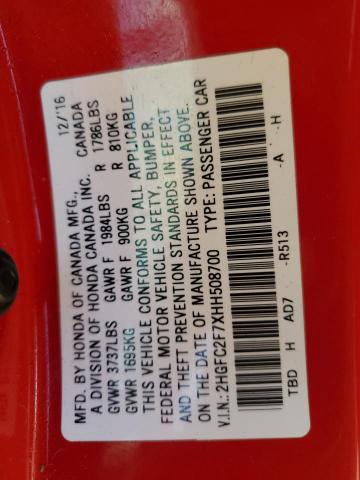 MFD. BY HONDA OF CANADA MFG., 12/'16
A DIVISION OF HONDA CANADA INC. CANADA
GVWR 3737LBS GAWR F 1984LBS R 1786LBS
GVWR 1695KG GAWR F 900KG R 810KG
THIS VEHICLE CONFORMS TO ALL APPLICABLE
FEDERAL MOTOR VEHICLE SAFETY, BUMPER,
AND THEFT PREVENTION STANDARDS IN EFFECT
ON THE DATE OF MANUFACTURE SHOWN ABOVE.
V.I.N.:2HGFC2F7XHH508700 TYPE: PASSENGER CAR
TBD H AD7 -R513 -A -H